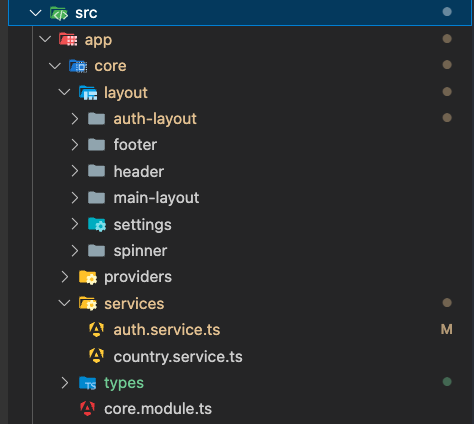 src
app
core
layout
auth-layout
footer
header
main-layout
settings
spinner
providers
services
auth.service.ts M
country.service.ts
TS types
core.module.ts